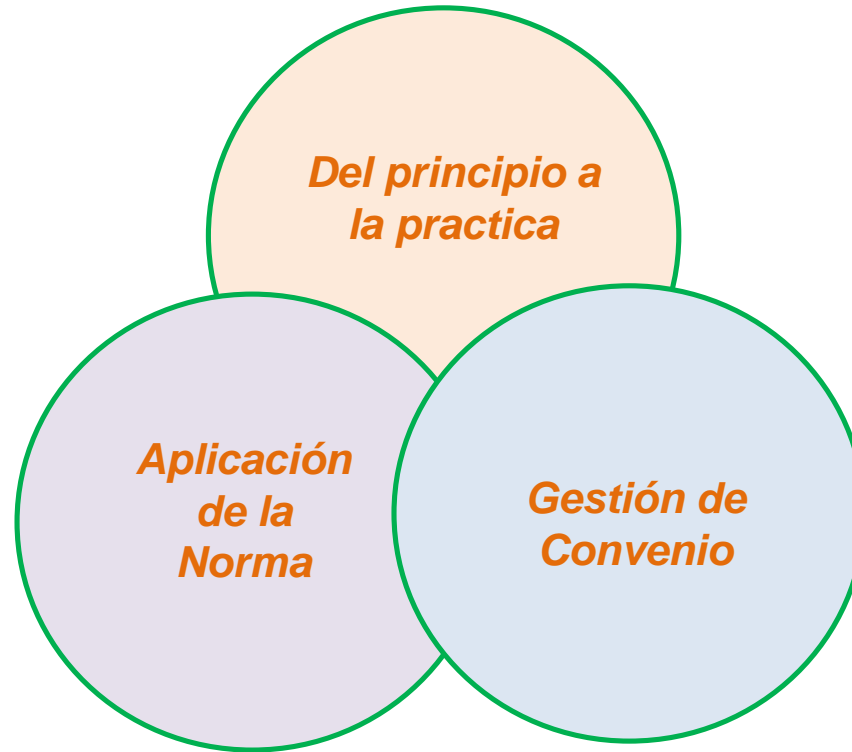 Del principio a
la practica
Aplicación
de la
Norma
Gestión de
Convenio